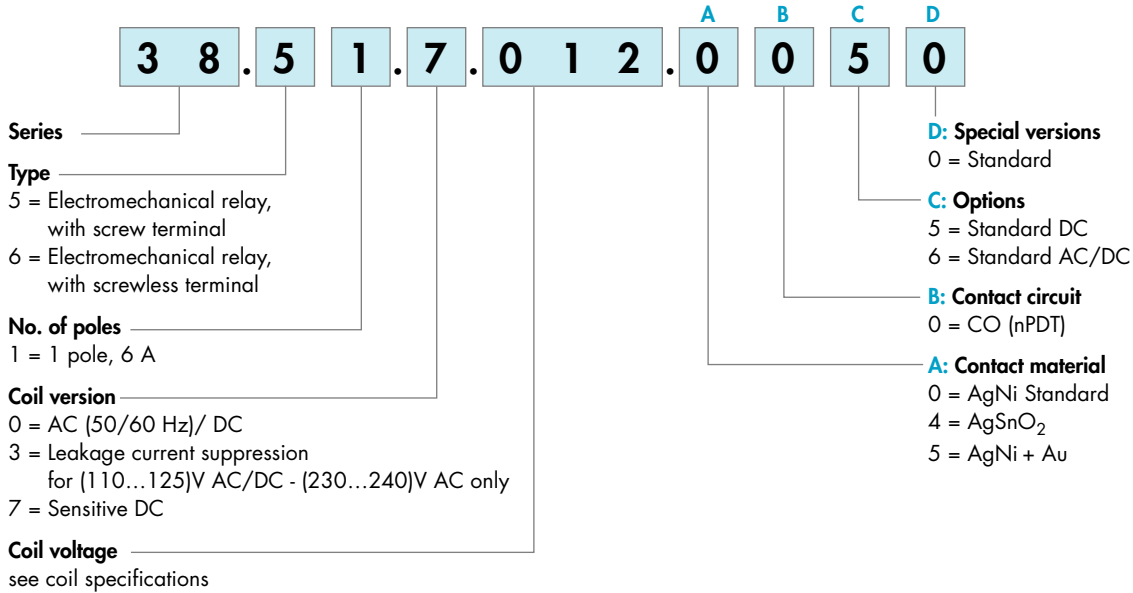 A B C D
3 8 . 5 1 . 7 . 0 1 2 . 0 0 5 0
Series
Type
5 = Electromechanical relay,
with screw terminal
6 = Electromechanical relay,
with screwless terminal
No. of poles
1 = 1 pole, 6 A
Coil version
0 = AC (50/60 Hz)/ DC
3 = Leakage current suppression
for (110…125)V AC/DC - (230…240)V AC only
7 = Sensitive DC
Coil voltage
see coil specifications
D: Special versions
0 = Standard
C: Options
5 = Standard DC
6 = Standard AC/DC
B: Contact circuit
0 = CO (nPDT)
A: Contact material
0 = AgNi Standard
4 = AgSnO₂
5 = AgNi + Au